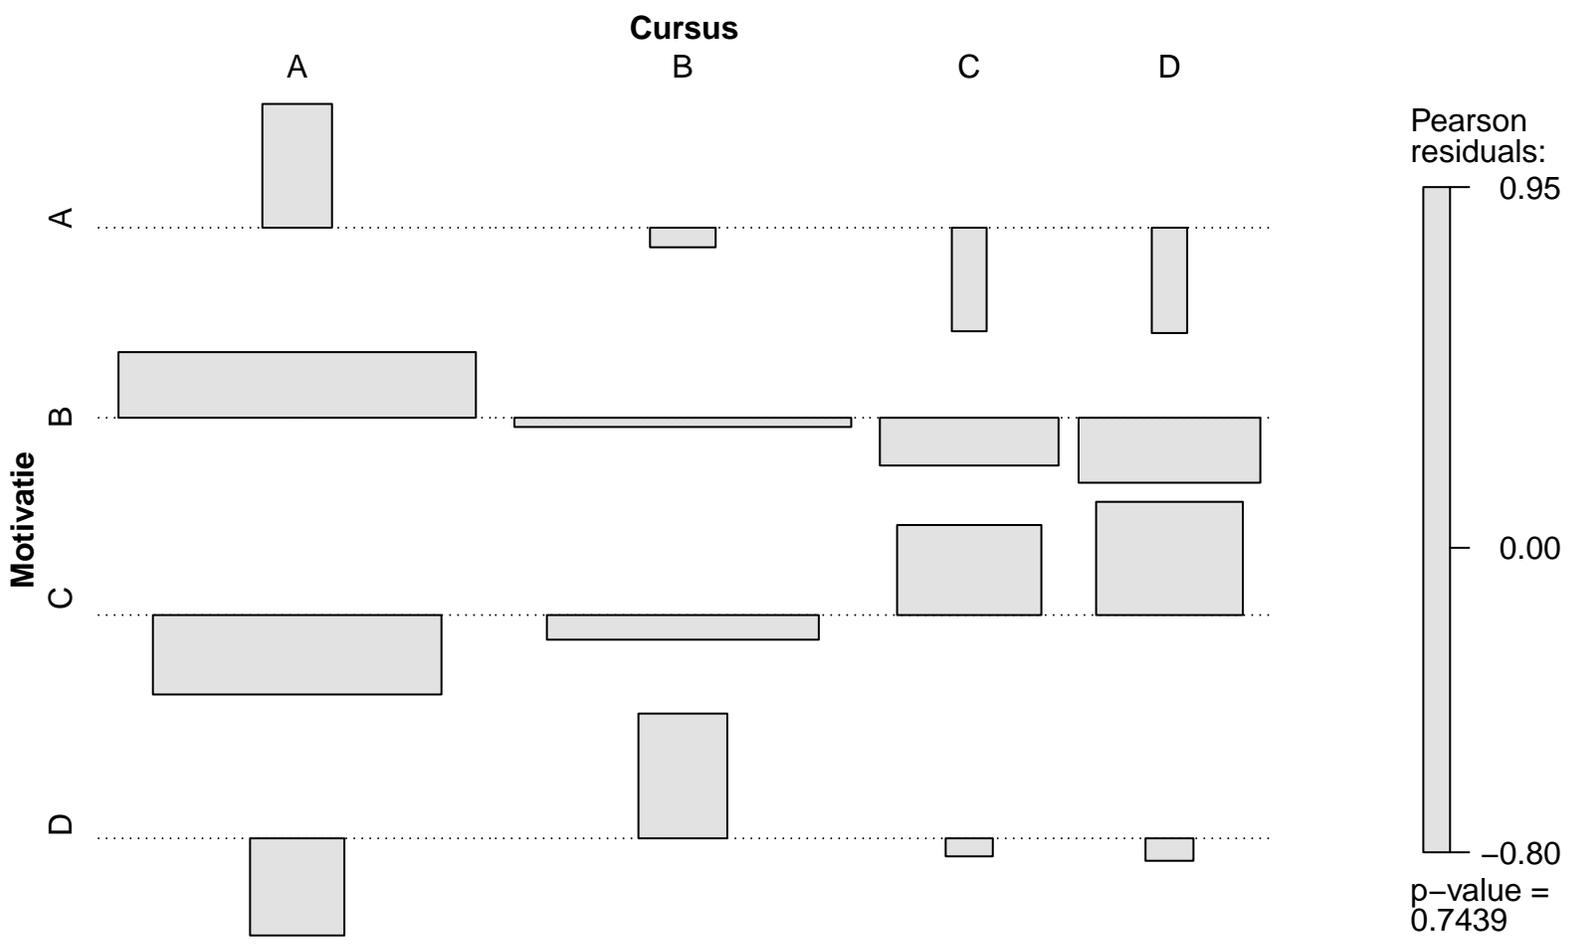 Cursus
A B C D
Motivatie
A
B
C
D
Pearson
residuals:
0.95
0.00
−0.80
p−value =
0.7439